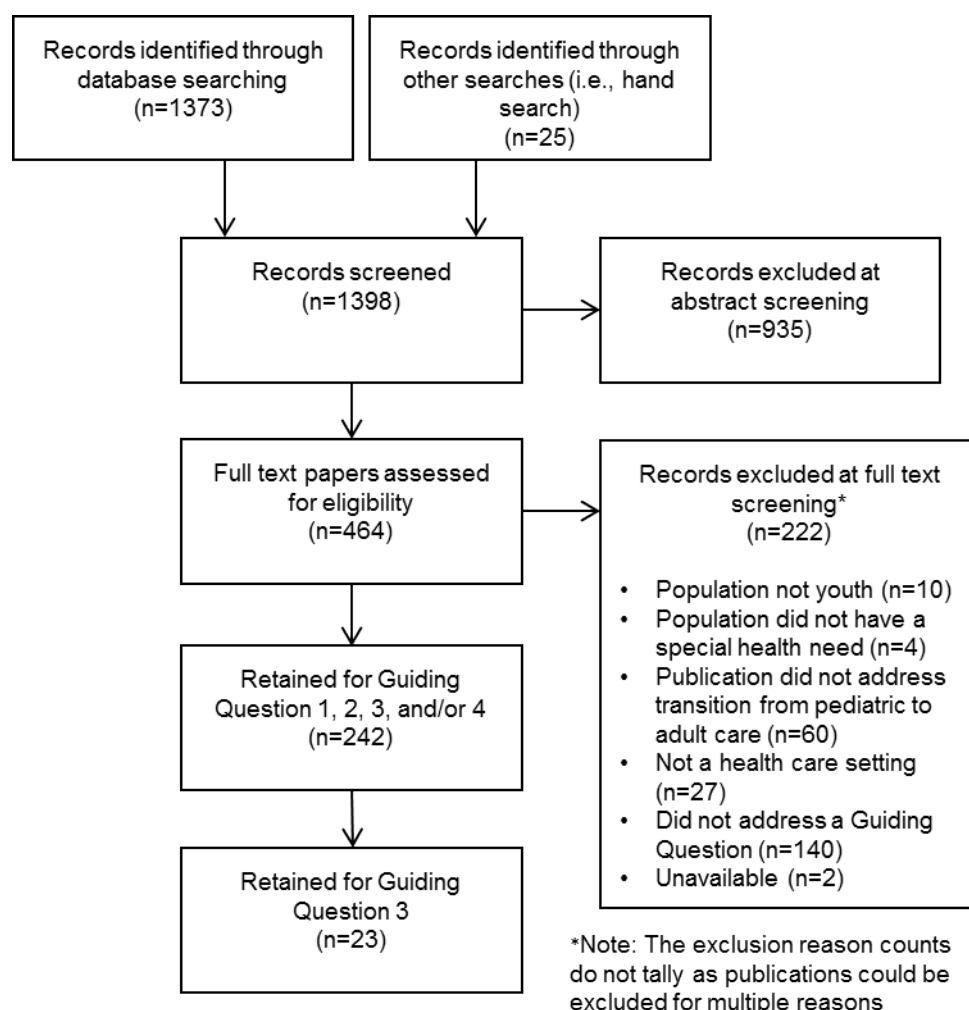 Records identified through
database searching
(n=1373)
Records identified through
other searches (i.e., hand
search)
(n=25)
Records screened
(n=1398)
Records excluded at
abstract screening
(n=935)
Full text papers assessed
for eligibility
(n=464)
Records excluded at full text
screening*
(n=222)
• Population not youth (n=10)
• Population did not have a
special health need (n=4)
• Publication did not address
transition from pediatric to
adult care (n=60)
• Not a health care setting
(n=27)
• Did not address a Guiding
Question (n=140)
• Unavailable (n=2)
Retained for Guiding
Question 1, 2, 3, and/or 4
(n=242)
Retained for Guiding
Question 3
(n=23)
*Note: The exclusion reason counts
do not tally as publications could be
excluded for multiple reasons